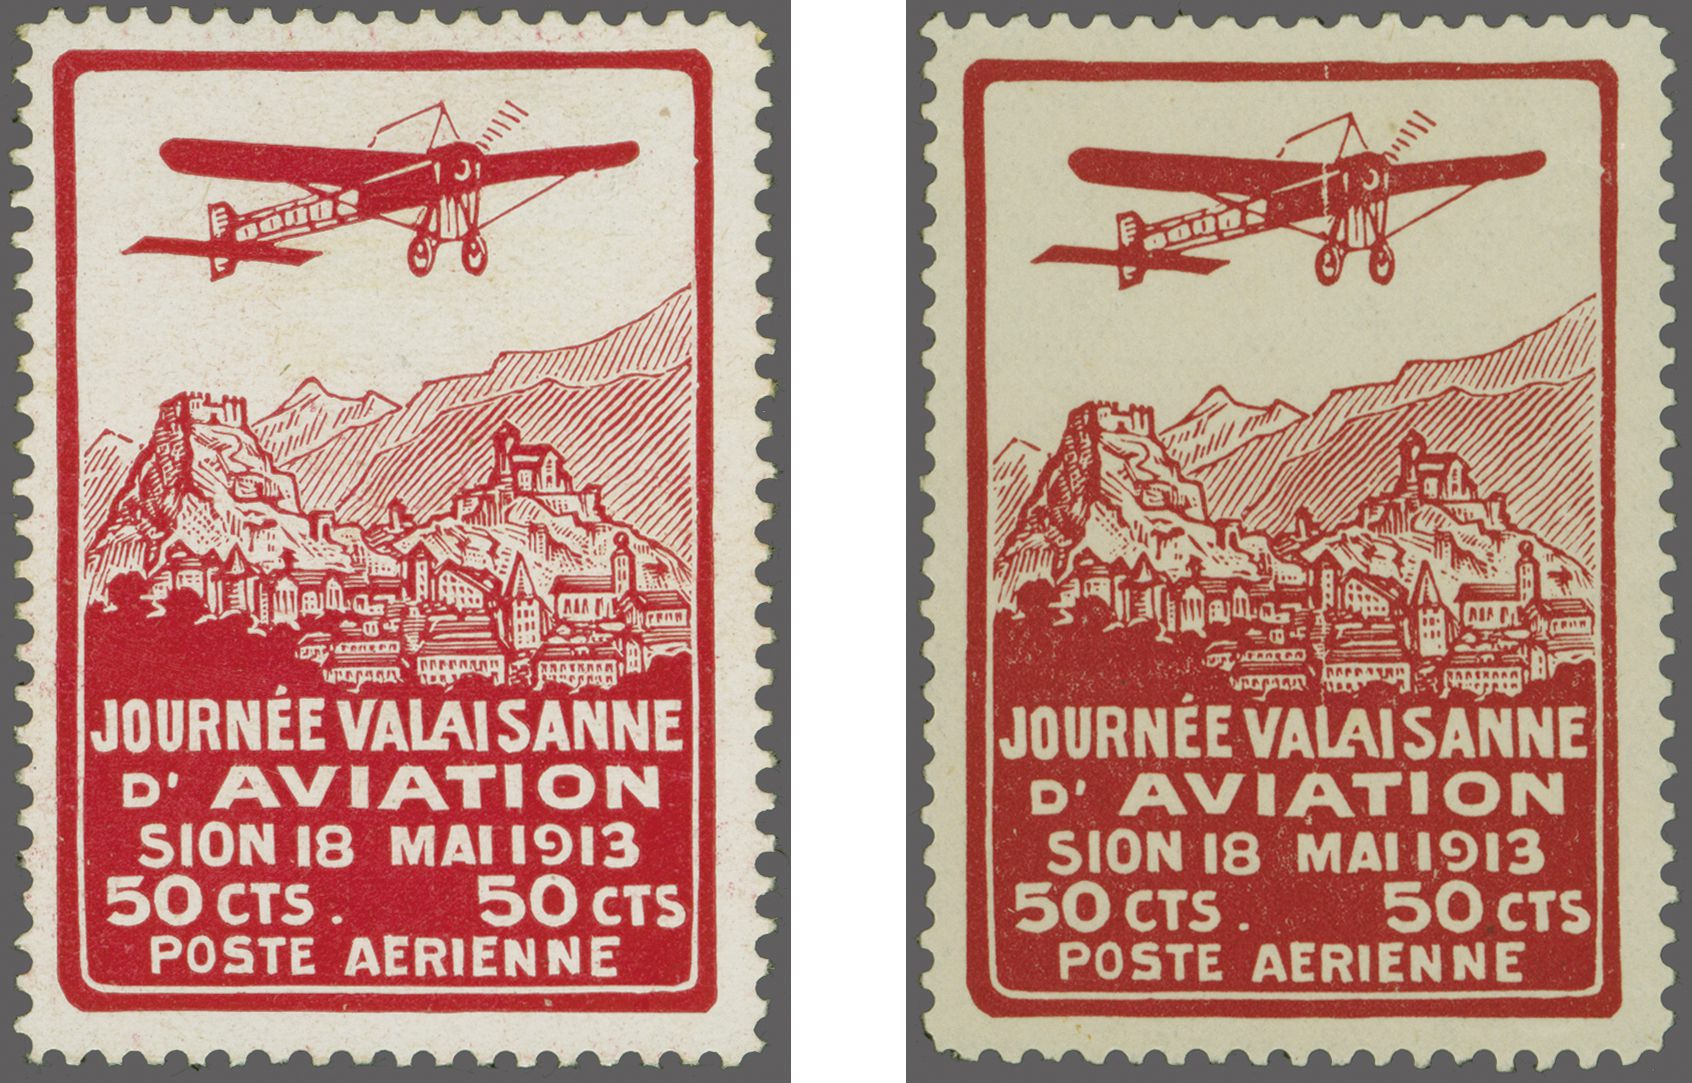 JOURNÉE VALAISANNE
D' AVIATION
SION 18 MAI 1913
50 CTS. 50 CTS
POSTE AERIENNE
JOURNÉE VALAISANNE
D' AVIATION
SION 18 MAI 1913
50 CTS. 50 CTS
POSTE AERIENNE